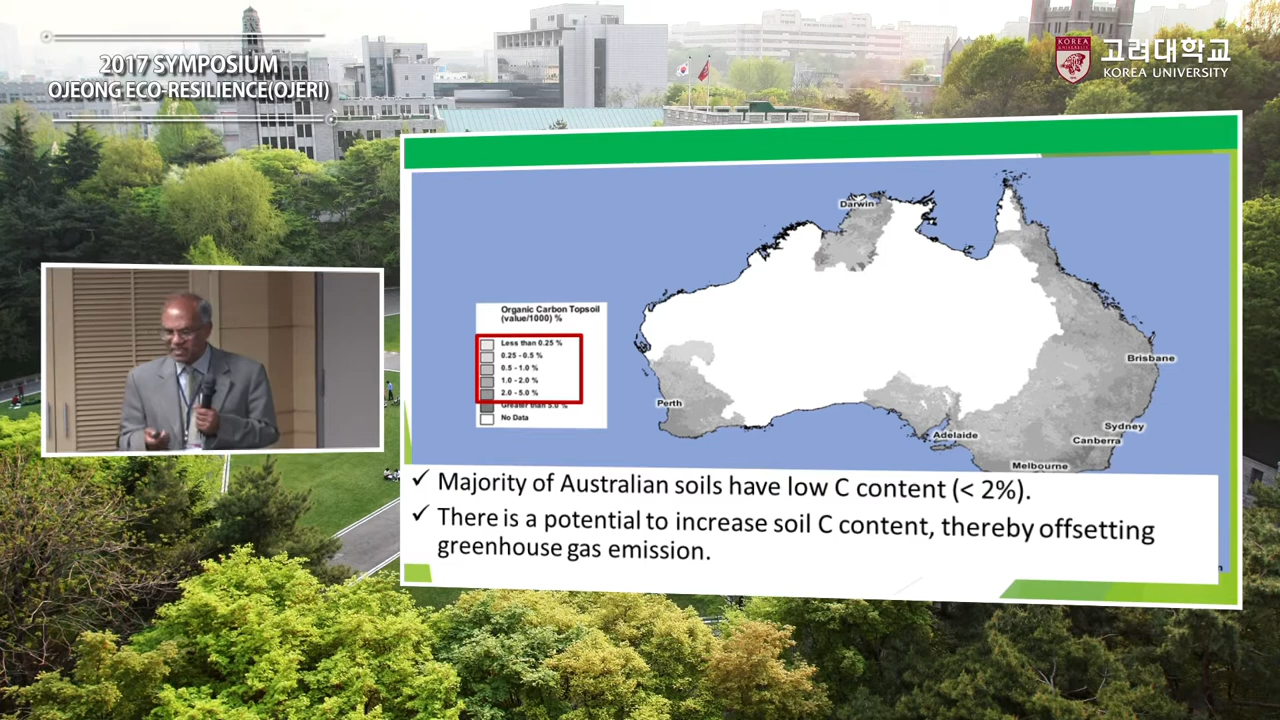 2017 SYMPOSIUM
OJEONG ECO-RESILIENCE(OJERI)
KOREA
UNIVERSITY
고려대학교
KOREA UNIVERSITY
Darwin
Organic Carbon Topsoil
(value/1000) %
Less than 0.25 %
0.25 - 0.5 %
0.5 - 1.0 %
1.0 - 2.0 %
2.0 - 5.0 %
Greater than 5.0 %
No Data
Brisbane
Perth
Sydney
Adelaide
Canberra
Melbourne
✓ Majority of Australian soils have low C content (< 2%).
✓ There is a potential to increase soil C content, thereby offsetting
greenhouse gas emission.